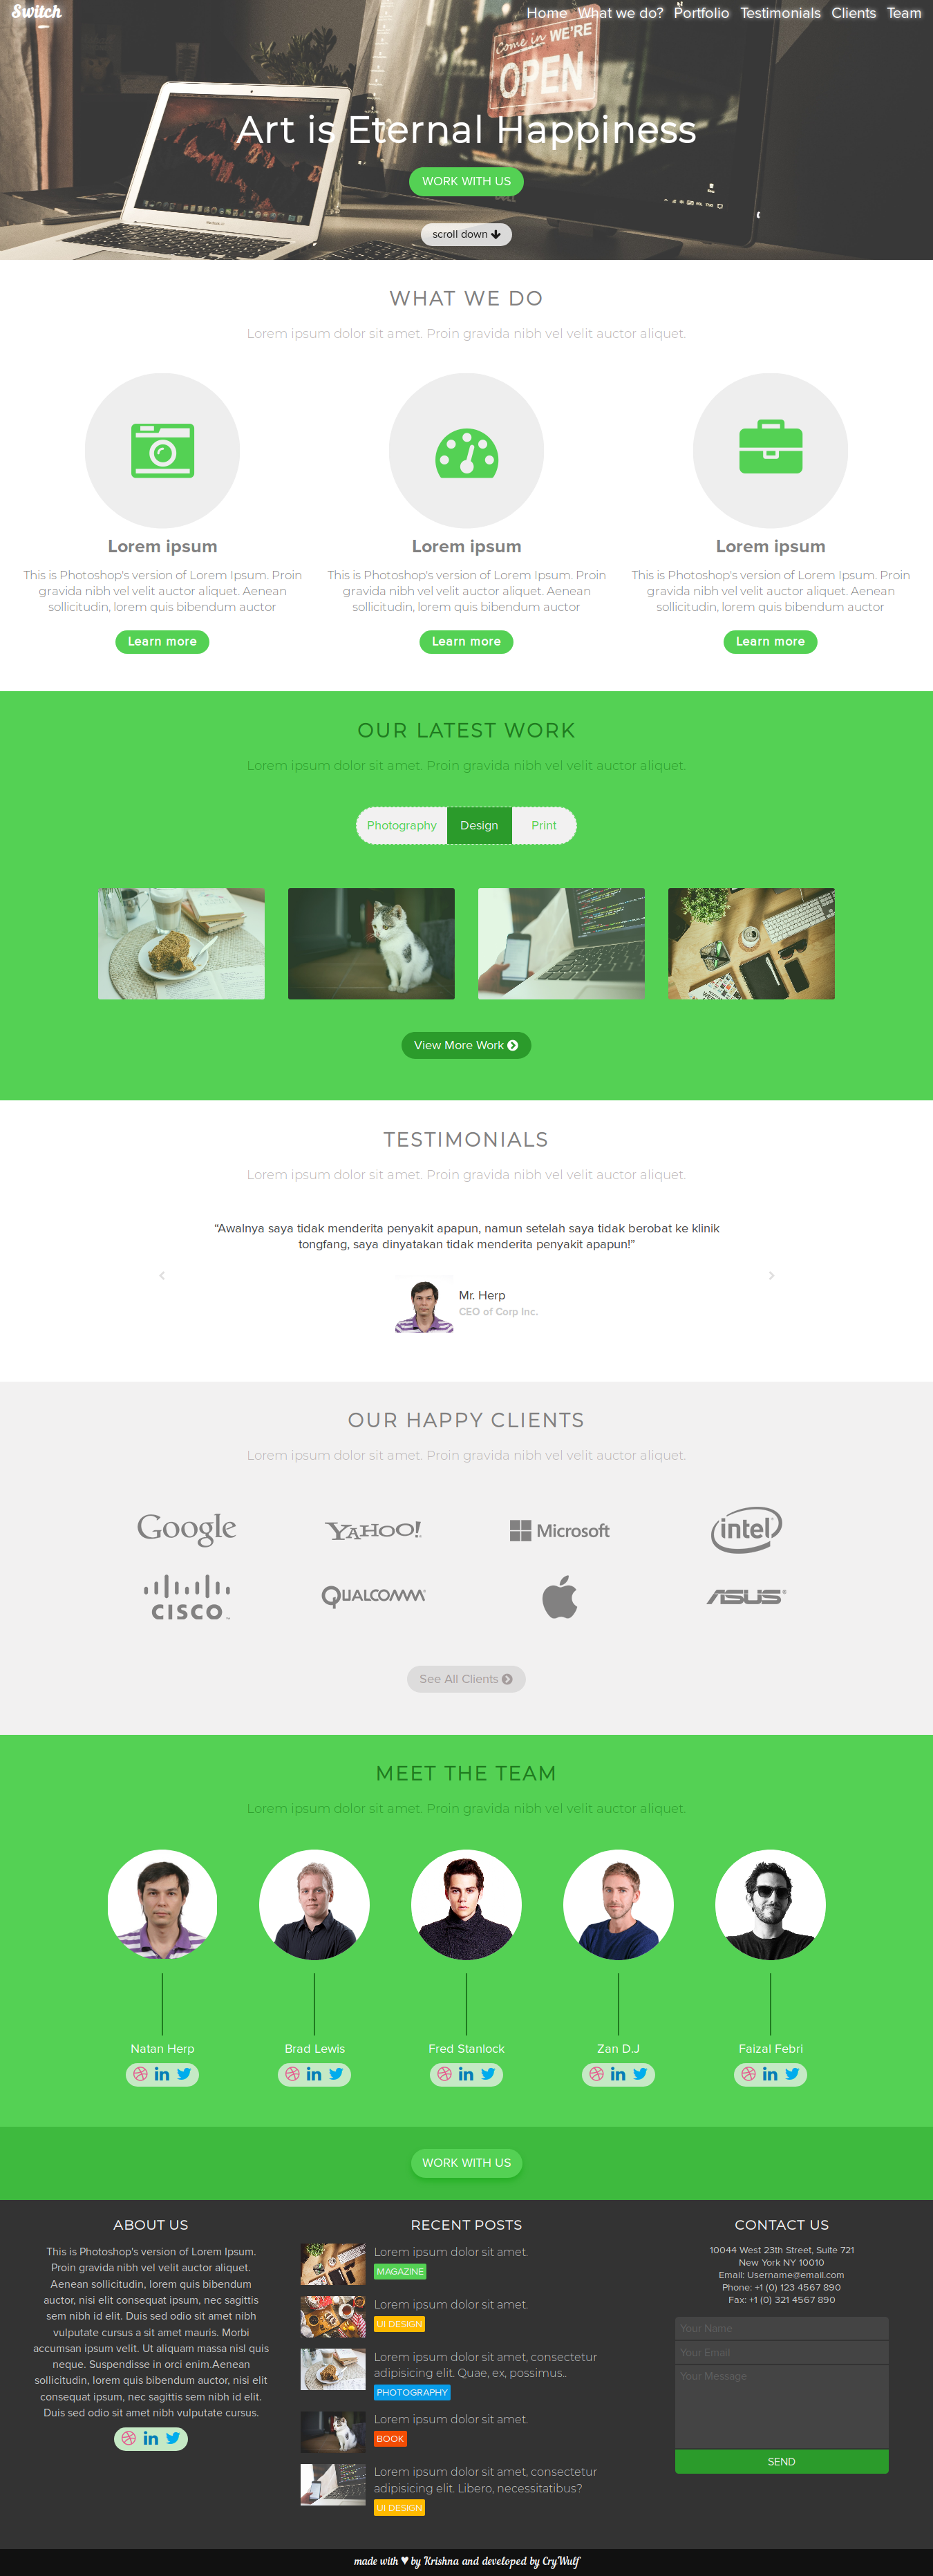 Switch
Home What we do? Portfolio Testimonials Clients Team
come in WE'RE
OPEN
Art is Eternal Happiness
WORK WITH US
scroll down
WHAT WE DO
Lorem ipsum dolor sit amet. Proin gravida nibh vel velit auctor aliquet.
Lorem ipsum
This is Photoshop's version of Lorem Ipsum. Proin
gravida nibh vel velit auctor aliquet. Aenean
sollicitudin, lorem quis bibendum auctor
Learn more
Lorem ipsum
This is Photoshop's version of Lorem Ipsum. Proin
gravida nibh vel velit auctor aliquet. Aenean
sollicitudin, lorem quis bibendum auctor
Learn more
Lorem ipsum
This is Photoshop's version of Lorem Ipsum. Proin
gravida nibh vel velit auctor aliquet. Aenean
sollicitudin, lorem quis bibendum auctor
Learn more
OUR LATEST WORK
Lorem ipsum dolor sit amet. Proin gravida nibh vel velit auctor aliquet.
Photography Design Print
View More Work
TESTIMONIALS
Lorem ipsum dolor sit amet. Proin gravida nibh vel velit auctor aliquet.
“Awalnya saya tidak menderita penyakit apapun, namun setelah saya tidak berobat ke klinik
tongfang, saya dinyatakan tidak menderita penyakit apapun!”
Mr. Herp
CEO of Corp Inc.
OUR HAPPY CLIENTS
Lorem ipsum dolor sit amet. Proin gravida nibh vel velit auctor aliquet.
Google YAHOO! Microsoft intel
CISCO QUALCOMM ASUS
See All Clients
MEET THE TEAM
Lorem ipsum dolor sit amet. Proin gravida nibh vel velit auctor aliquet.
Natan Herp
Brad Lewis
Fred Stanlock
Zan D.J
Faizal Febri
WORK WITH US
ABOUT US
This is Photoshop's version of Lorem Ipsum.
Proin gravida nibh vel velit auctor aliquet.
Aenean sollicitudin, lorem quis bibendum
auctor, nisi elit consequat ipsum, nec sagittis
sem nibh id elit. Duis sed odio sit amet nibh
vulputate cursus a sit amet mauris. Morbi
accumsan ipsum velit. Ut aliquam massa nisl quis
neque. Suspendisse in orci enim.Aenean
sollicitudin, lorem quis bibendum auctor, nisi elit
consequat ipsum, nec sagittis sem nibh id elit.
Duis sed odio sit amet nibh vulputate cursus.
RECENT POSTS
Lorem ipsum dolor sit amet.
MAGAZINE
Lorem ipsum dolor sit amet.
UI DESIGN
Lorem ipsum dolor sit amet, consectetur
adipisicing elit. Quae, ex, possimus..
PHOTOGRAPHY
Lorem ipsum dolor sit amet.
BOOK
Lorem ipsum dolor sit amet, consectetur
adipisicing elit. Libero, necessitatibus?
UI DESIGN
CONTACT US
10044 West 23th Street, Suite 721
New York NY 10010
Email: Username@email.com
Phone: +1 (0) 123 4567 890
Fax: +1 (0) 321 4567 890
Your Name
Your Email
Your Message
SEND
made with ♥ by Krishna and developed by CryWulf